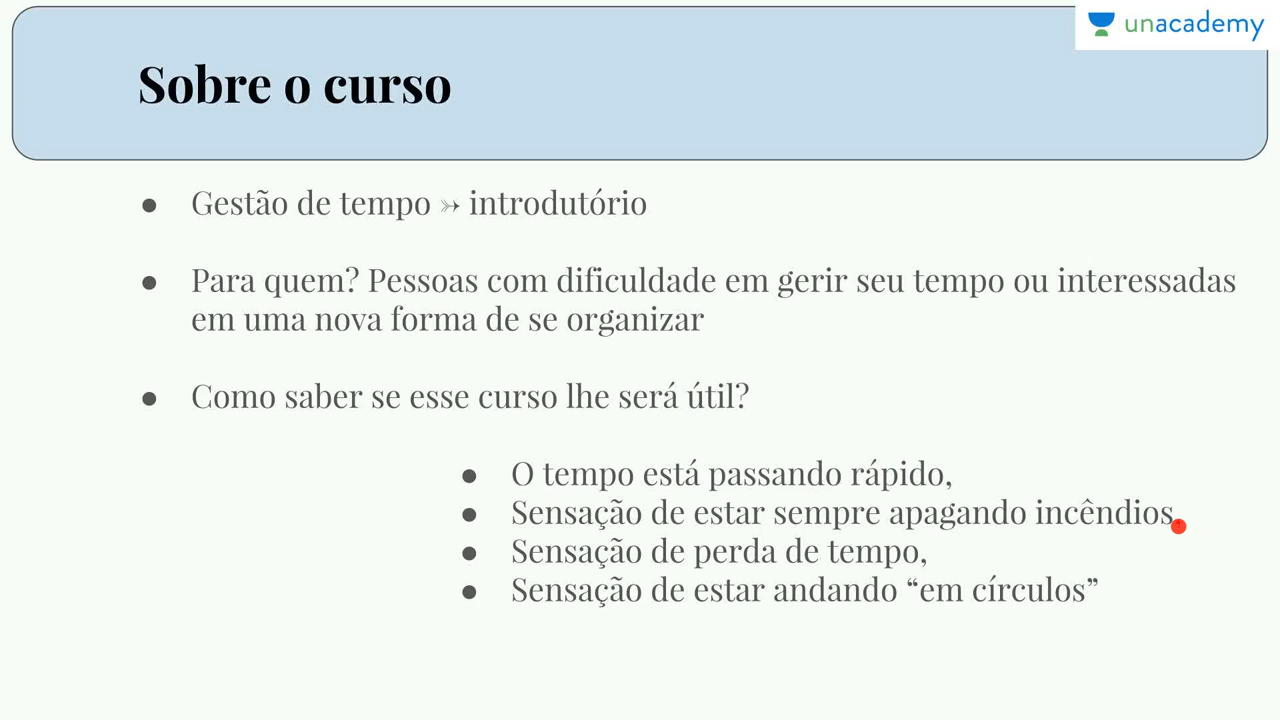 unacademy
Sobre o curso
● Gestão de tempo ⤖ introdutório
● Para quem? Pessoas com dificuldade em gerir seu tempo ou interessadas
em uma nova forma de se organizar
● Como saber se esse curso lhe será útil?
● O tempo está passando rápido,
● Sensação de estar sempre apagando incêndios,
● Sensação de perda de tempo,
● Sensação de estar andando “em círculos”